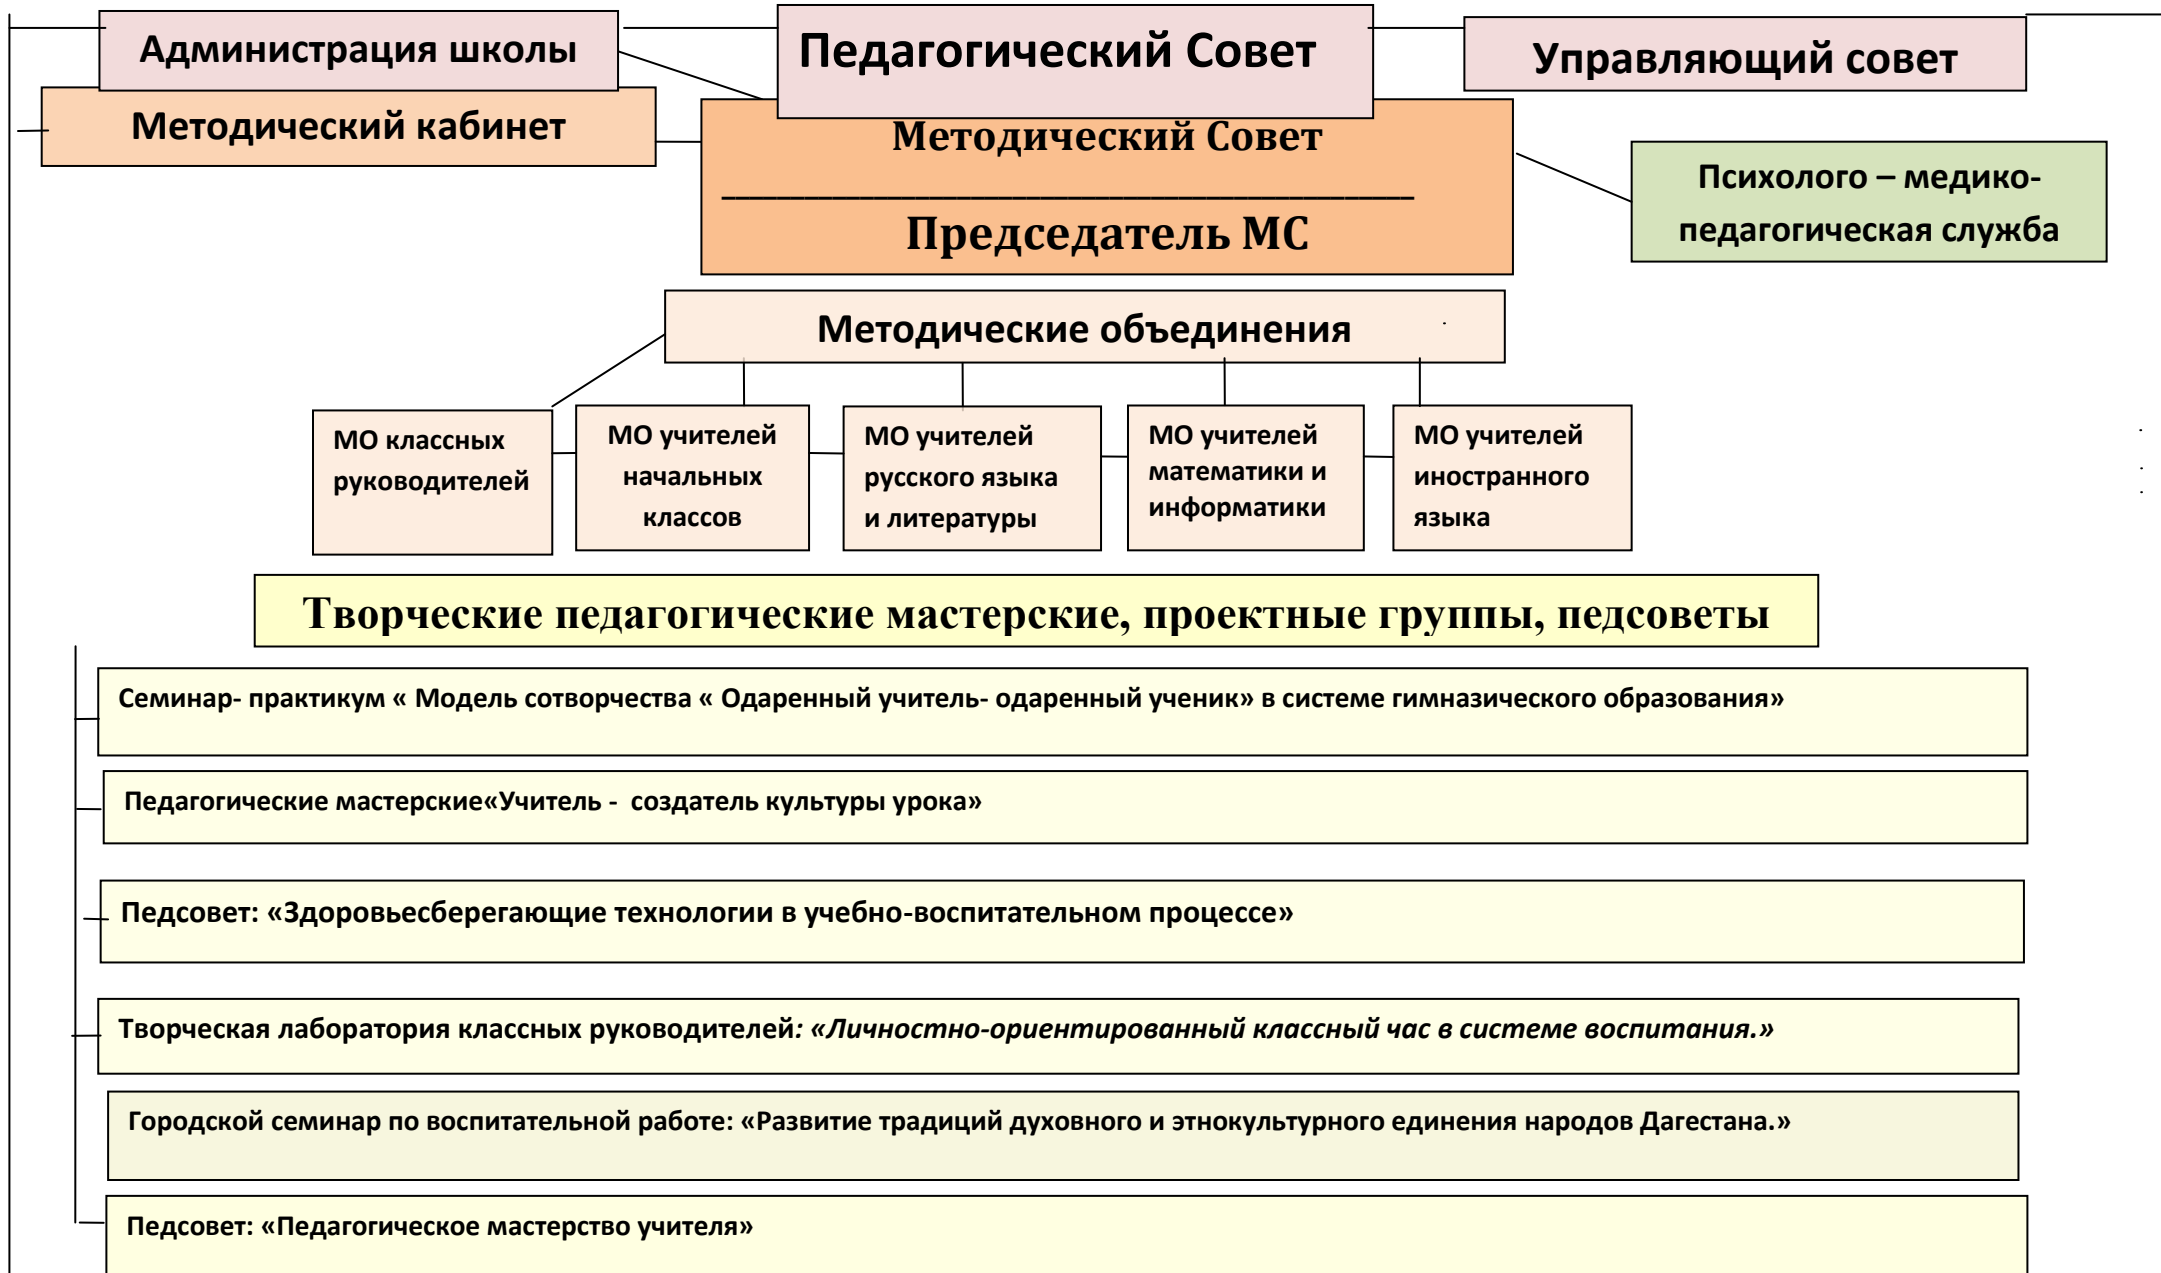 Администрация школы
Педагогический Совет
Управляющий совет
Методический кабинет
Методический Совет
Председатель МС
Психолого – медико-
педагогическая служба
Методические объединения
МО классных
руководителей
МО учителей
начальных
классов
МО учителей
русского языка
и литературы
МО учителей
математики и
информатики
МО учителей
иностранного
языка
Творческие педагогические мастерские, проектные группы, педсоветы
Семинар- практикум « Модель сотворчества « Одаренный учитель- одаренный ученик» в системе гимназического образования»
Педагогические мастерские«Учитель - создатель культуры урока»
Педсовет: «Здоровьесберегающие технологии в учебно-воспитательном процессе»
Творческая лаборатория классных руководителей: «Личностно-ориентированный классный час в системе воспитания.»
Городской семинар по воспитательной работе: «Развитие традиций духовного и этнокультурного единения народов Дагестана.»
Педсовет: «Педагогическое мастерство учителя»